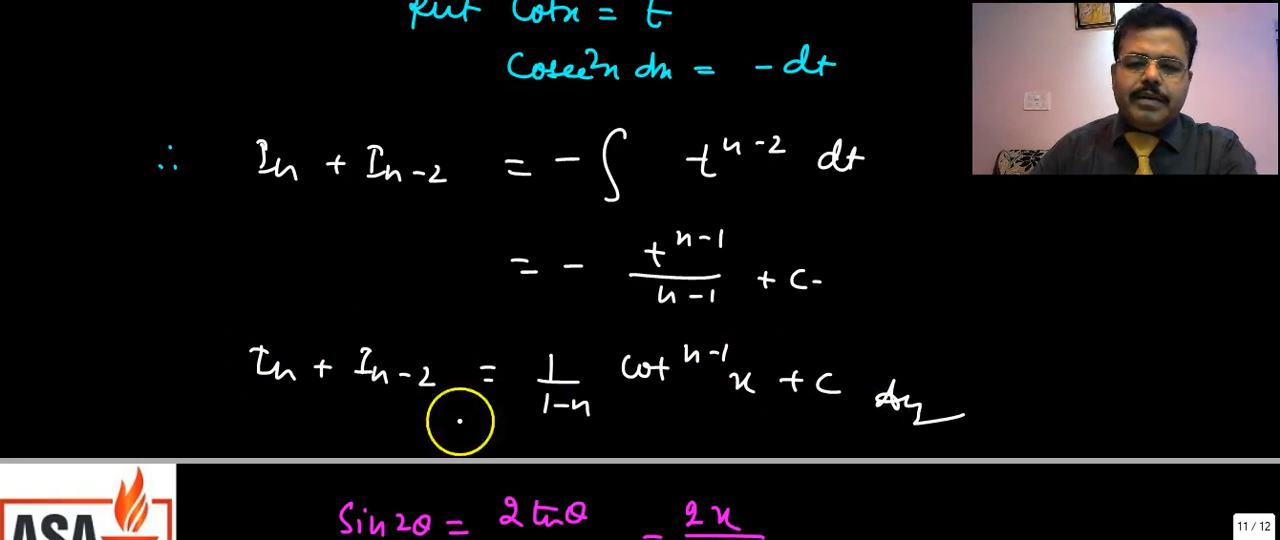 Put Cotx = t
Cosec²x dx = - dt
∴ In + In-2 = - ∫ t^n-2 dt
= - t^n-1 / n-1 + c
In + In-2 = 1/1-n cot^n-1 x + c Ans
ASA
Sin2θ = 2tanθ = 2x
11 / 12